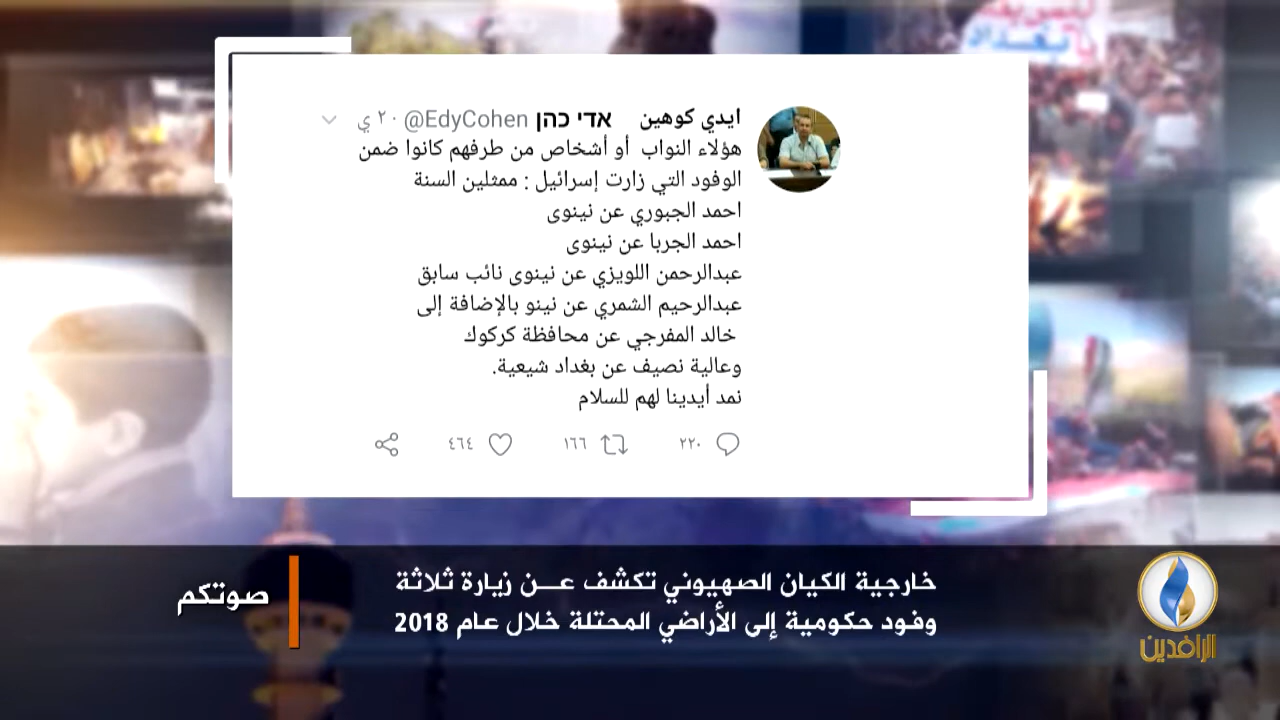 لتسريع
بغداد
ايدي كوهين אדי כהן @EdyCohen · ٢٠ ي
هؤلاء النواب أو أشخاص من طرفهم كانوا ضمن
الوفود التي زارت إسرائيل : ممثلين السنة
احمد الجبوري عن نينوى
احمد الجربا عن نينوى
عبدالرحمن اللويزي عن نينوى نائب سابق
عبدالرحيم الشمري عن نينو بالإضافة إلى
خالد المفرجي عن محافظة كركوك
وعالية نصيف عن بغداد شيعية.
نمد أيدينا لهم للسلام
٢٢٠ ١٦٦ ٤٦٤
خارجية الكيان الصهيوني تكشف عن زيارة ثلاثة
وفود حكومية إلى الأراضي المحتلة خلال عام 2018
صوتكم
الرافدين